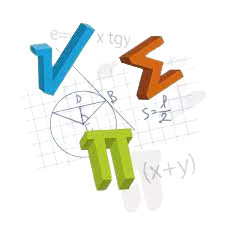 e= x tgy
√ Σ
D B
S=ℓ/2
C
π
(x+y)